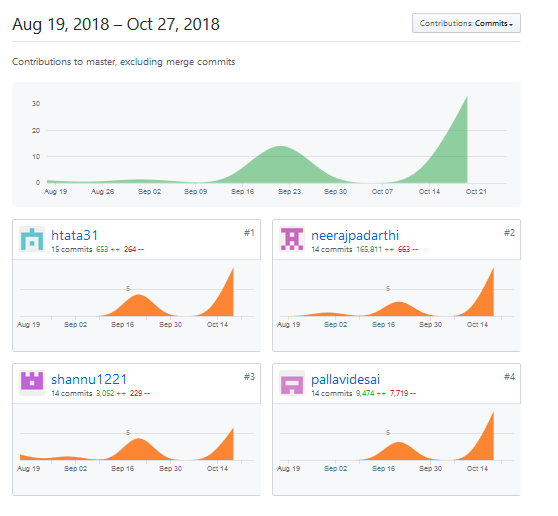 Aug 19, 2018 – Oct 27, 2018
Contributions: Commits
Contributions to master, excluding merge commits
30
20
10
0
Aug 19 Aug 26 Sep 02 Sep 09 Sep 16 Sep 23 Sep 30 Oct 07 Oct 14 Oct 21
htata31 #1
15 commits 653 ++ 264 --
5
Aug 19 Sep 02 Sep 16 Sep 30 Oct 14
neerajpadarthi #2
14 commits 165,811 ++ 663 --
5
Aug 19 Sep 02 Sep 16 Sep 30 Oct 14
shannu1221 #3
14 commits 3,052 ++ 229 --
5
Aug 19 Sep 02 Sep 16 Sep 30 Oct 14
pallavidesai #4
14 commits 9,474 ++ 7,719 --
5
Aug 19 Sep 02 Sep 16 Sep 30 Oct 14